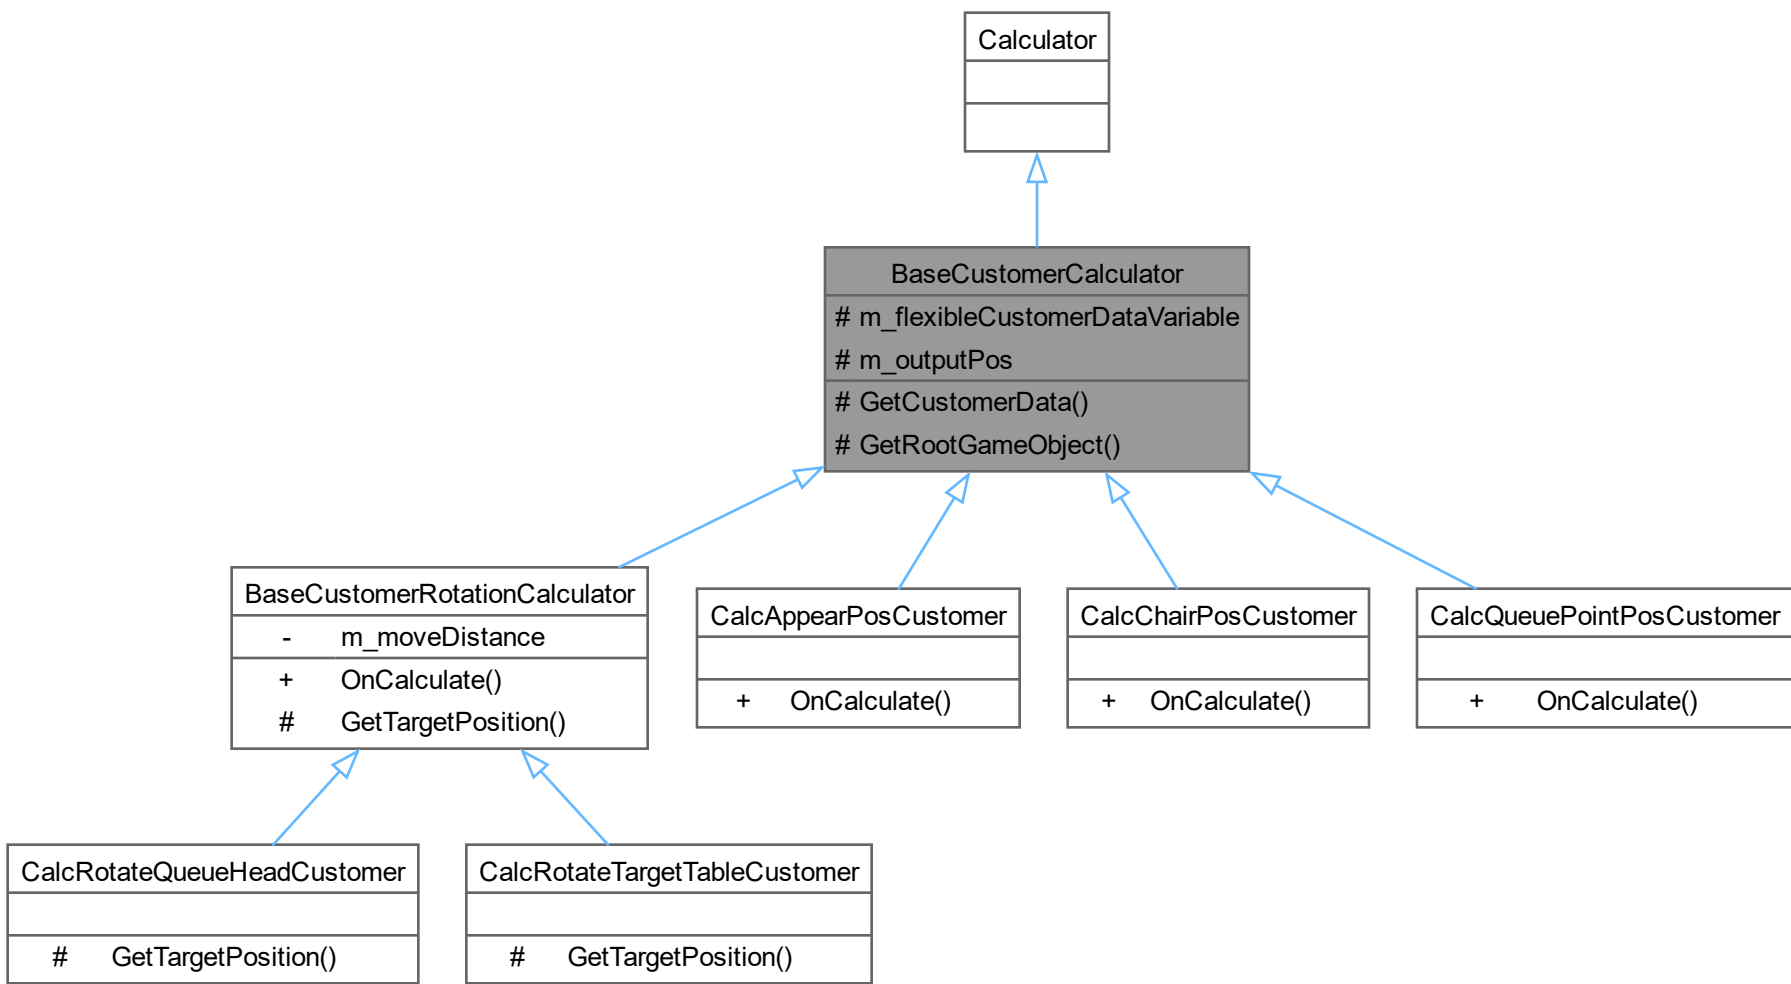 Calculator
BaseCustomerCalculator
# m_flexibleCustomerDataVariable
# m_outputPos
# GetCustomerData()
# GetRootGameObject()
BaseCustomerRotationCalculator
- m_moveDistance
+ OnCalculate()
# GetTargetPosition()
CalcAppearPosCustomer
+ OnCalculate()
CalcChairPosCustomer
+ OnCalculate()
CalcQueuePointPosCustomer
+ OnCalculate()
CalcRotateQueueHeadCustomer
# GetTargetPosition()
CalcRotateTargetTableCustomer
# GetTargetPosition()